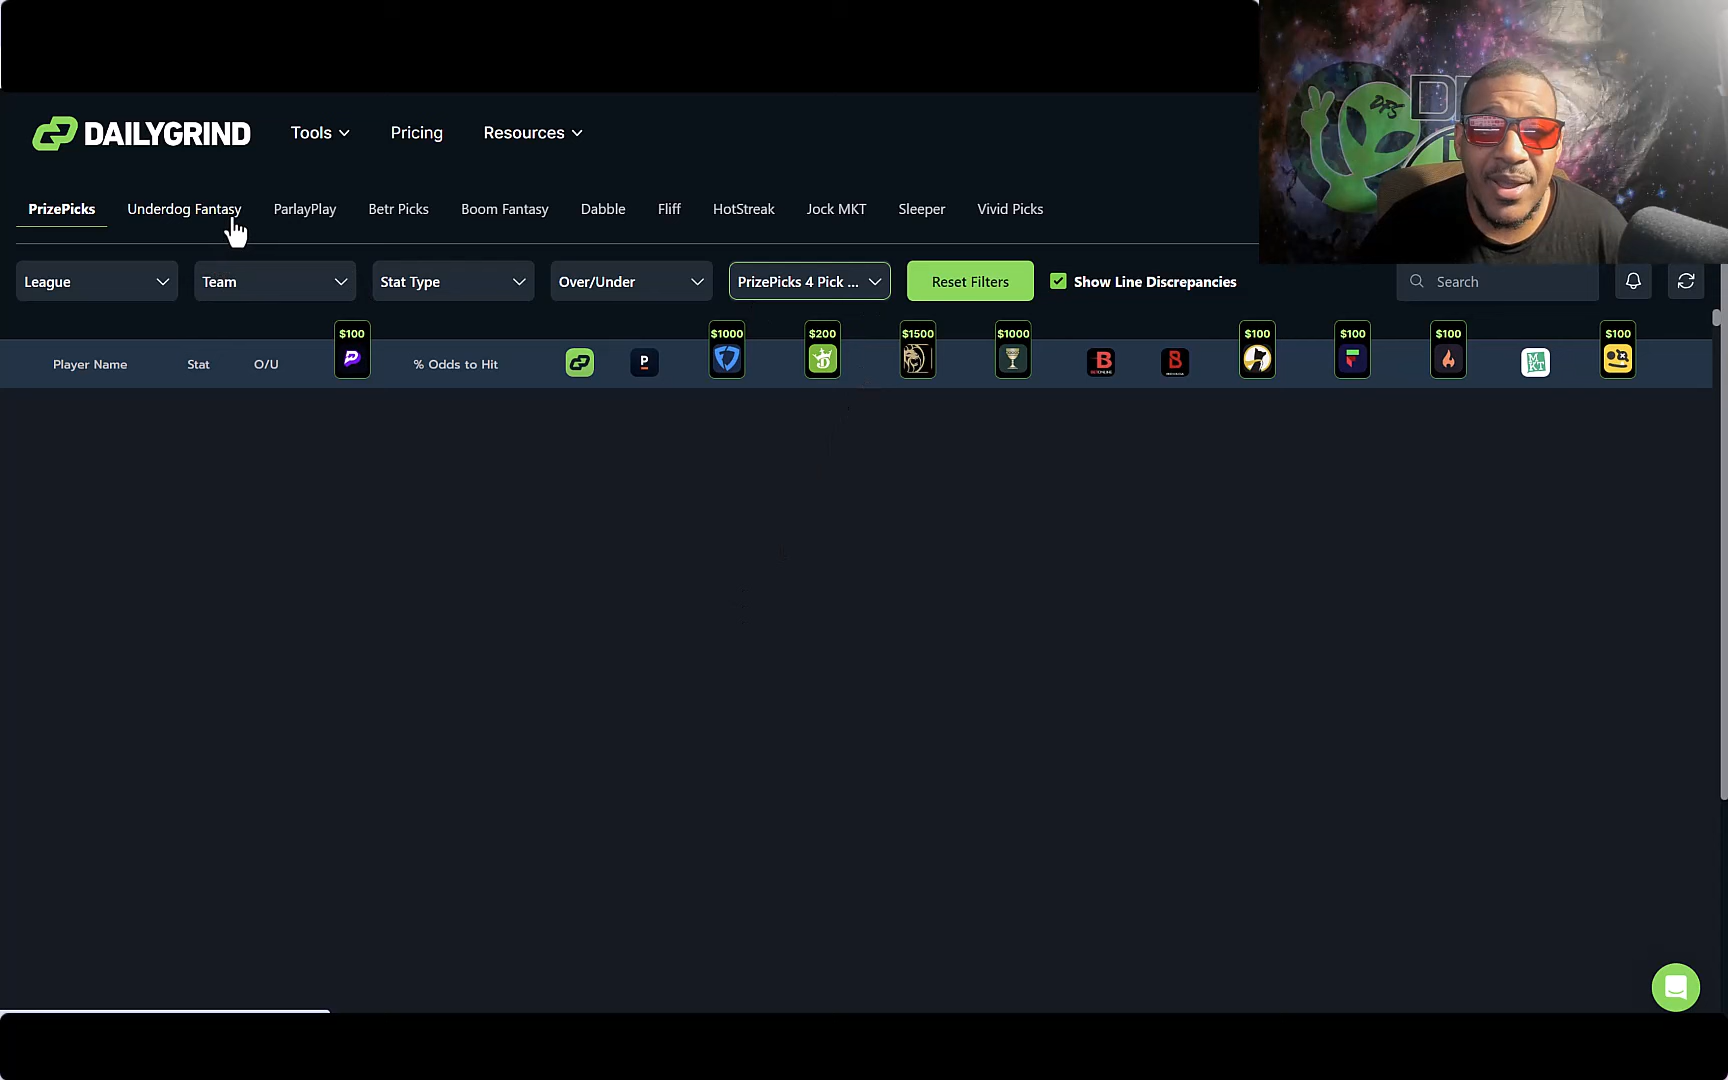 DAILYGRIND
Tools
Pricing
Resources
PrizePicks
Underdog Fantasy
ParlayPlay
Betr Picks
Boom Fantasy
Dabble
Fliff
HotStreak
Jock MKT
Sleeper
Vivid Picks
League
Team
Stat Type
Over/Under
PrizePicks 4 Pick ...
Reset Filters
Show Line Discrepancies
Search
Player Name
Stat
O/U
$100
% Odds to Hit
P
$1000
$200
$1500
$1000
B
B
$100
$100
$100
MKT
$100
DFS